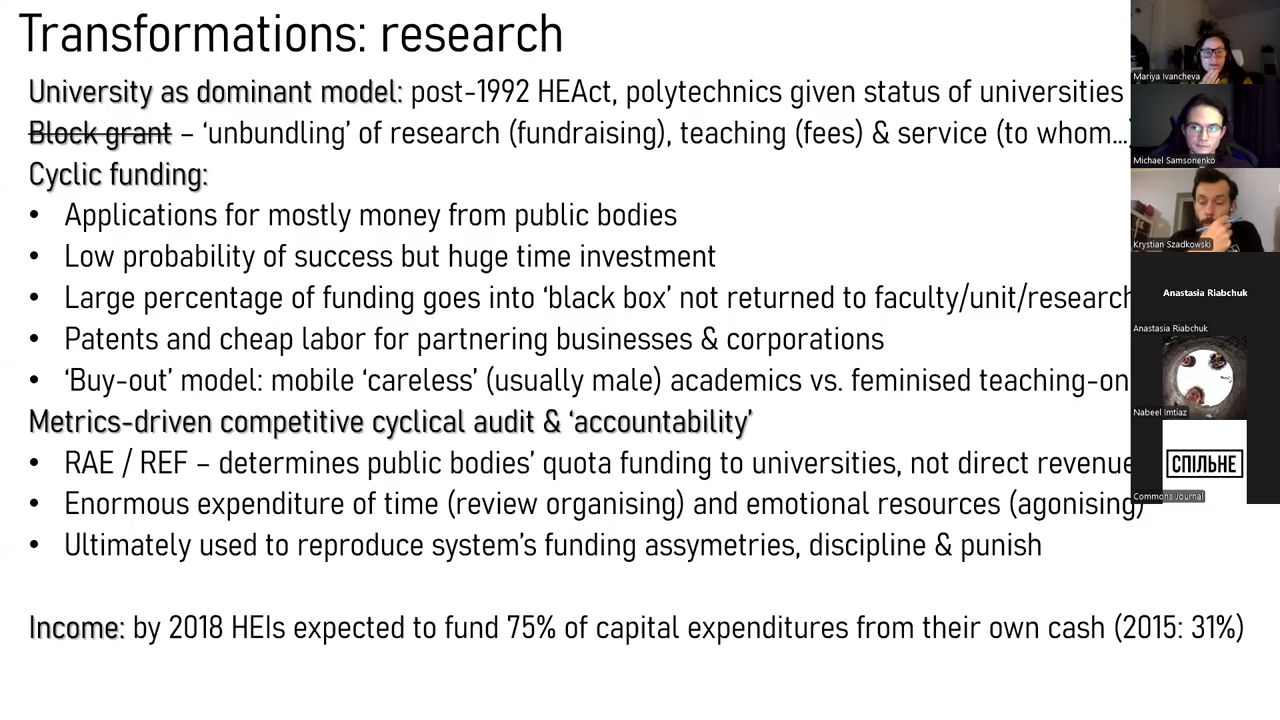 Transformations: research
University as dominant model: post-1992 HEAct, polytechnics given status of universities
Block grant – ‘unbundling’ of research (fundraising), teaching (fees) & service (to whom...)
Cyclic funding:
• Applications for mostly money from public bodies
• Low probability of success but huge time investment
• Large percentage of funding goes into ‘black box’ not returned to faculty/unit/research
• Patents and cheap labor for partnering businesses & corporations
• ‘Buy-out’ model: mobile ‘careless’ (usually male) academics vs. feminised teaching-on
Metrics-driven competitive cyclical audit & ‘accountability’
• RAE / REF – determines public bodies’ quota funding to universities, not direct revenue
• Enormous expenditure of time (review organising) and emotional resources (agonising)
• Ultimately used to reproduce system’s funding assymetries, discipline & punish
Income: by 2018 HEIs expected to fund 75% of capital expenditures from their own cash (2015: 31%)
Mariya Ivancheva
Michael Samsonenko
Krystian Szadkowski
Anastasia Riabchuk
Anastasia Riabchuk
Nabeel Imtiaz
СПІЛЬНЕ
Commons Journal